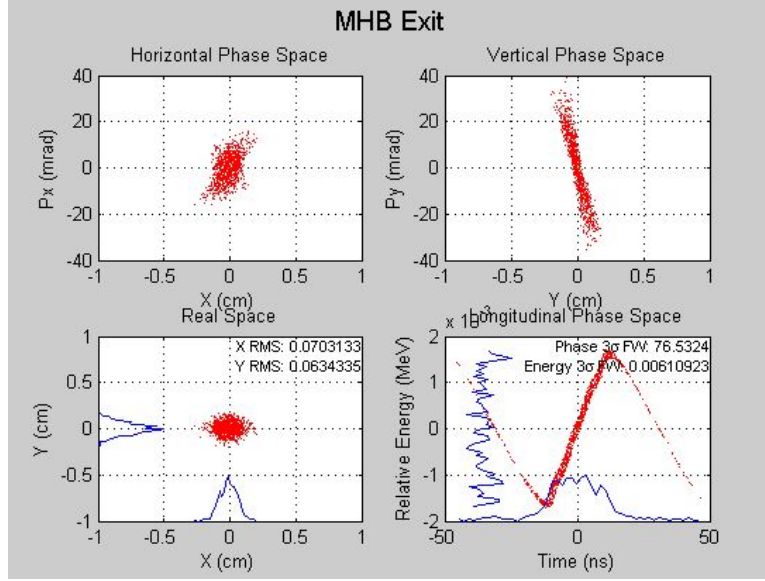 MHB Exit
Horizontal Phase Space
Vertical Phase Space
40
20
0
-20
-40
Px (mrad)
-1 -0.5 0 0.5 1
X (cm)
40
20
0
-20
-40
Py (mrad)
-1 -0.5 0 0.5 1
Y (cm)
Real Space
X RMS: 0.0703133
Y RMS: 0.0634335
1
0.5
0
-0.5
-1
Y (cm)
-1 -0.5 0 0.5 1
X (cm)
x 10⁻³
Longitudinal Phase Space
Phase 3σ FW: 76.5324
Energy 3σ FW: 0.00610923
2
1
0
-1
-2
Relative Energy (MeV)
-50 0 50
Time (ns)